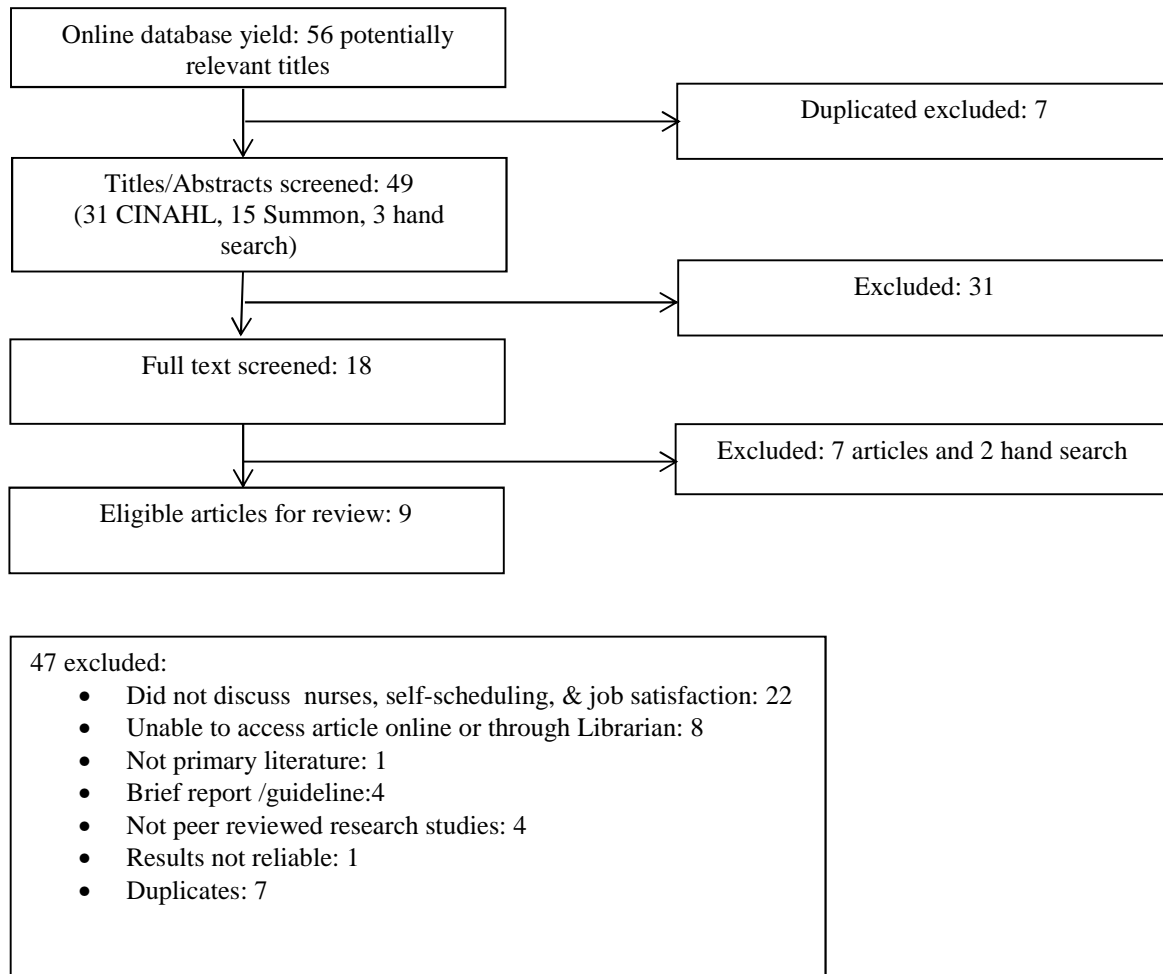 Online database yield: 56 potentially
relevant titles
Duplicated excluded: 7
Titles/Abstracts screened: 49
(31 CINAHL, 15 Summon, 3 hand
search)
Excluded: 31
Full text screened: 18
Excluded: 7 articles and 2 hand search
Eligible articles for review: 9
47 excluded:
• Did not discuss nurses, self-scheduling, & job satisfaction: 22
• Unable to access article online or through Librarian: 8
• Not primary literature: 1
• Brief report /guideline:4
• Not peer reviewed research studies: 4
• Results not reliable: 1
• Duplicates: 7